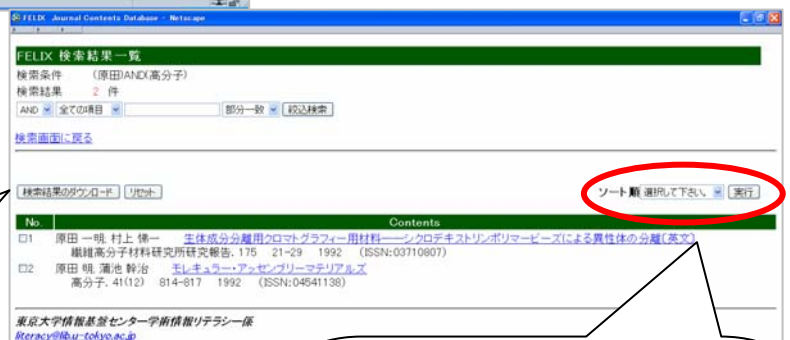 FELIX Journal Contents Database - Netscape
FELIX 検索結果一覧
検索条件 (原田)AND(高分子)
検索結果 2 件
AND 全ての項目 部分一致 絞込検索
検索画面に戻る
検索結果のダウンロード リセット ソート順 選択して下さい。 実行
No. Contents
1 原田 一明, 村上 悌一 生体成分分離用クロマトグラフィー用材料――シクロデキストリンポリマービーズによる異性体の分離〔英文〕
繊維高分子材料研究所研究報告. 175 21-29 1992 (ISSN:03710807)
2 原田 明, 蒲池 幹治 モレキュラー・アッセンブリーマテリアルズ
高分子. 41(12) 814-817 1992 (ISSN:04541138)
東京大学情報基盤センター学術情報リテラシー係
literacy@lib.u-tokyo.ac.jp